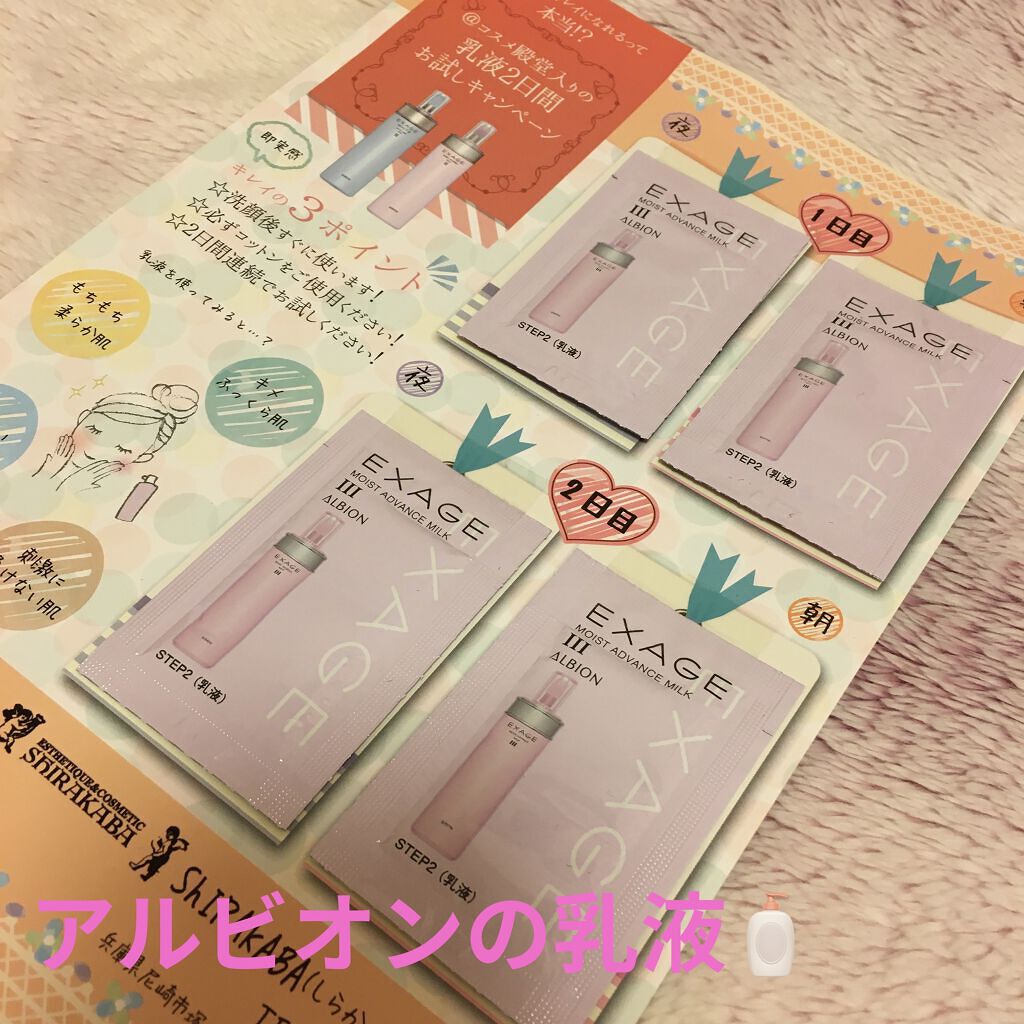 キレイになれるって
本当!?
@コスメ殿堂入りの
乳液2日間
お試しキャンペーン
即実感
キレイの3ポイント
☆洗顔後すぐに使います!
☆必ずコットンをご使用ください!
☆2日間連続でお試しください!
乳液を使ってみると…?
もちもち
柔らか肌
キメ
ふっくら肌
刺激に
けない肌
夜
1日目
EXAGE
MOIST ADVANCE MILK
III
ALBION
EXAGE
STEP2(乳液)
EXAGE
MOIST ADVANCE MILK
III
ALBION
EXAGE
STEP2(乳液)
夜
2日目
朝
EXAGE
MOIST ADVANCE MILK
III
ALBION
EXAGE
STEP2(乳液)
EXAGE
MOIST ADVANCE MILK
III
ALBION
EXAGE
STEP2(乳液)
ESTHETIQUE&COSMETIC
ShIRAKABA
ShIRAKABA(しらか
兵庫県尼崎市塚
アルビオンの乳液🧴